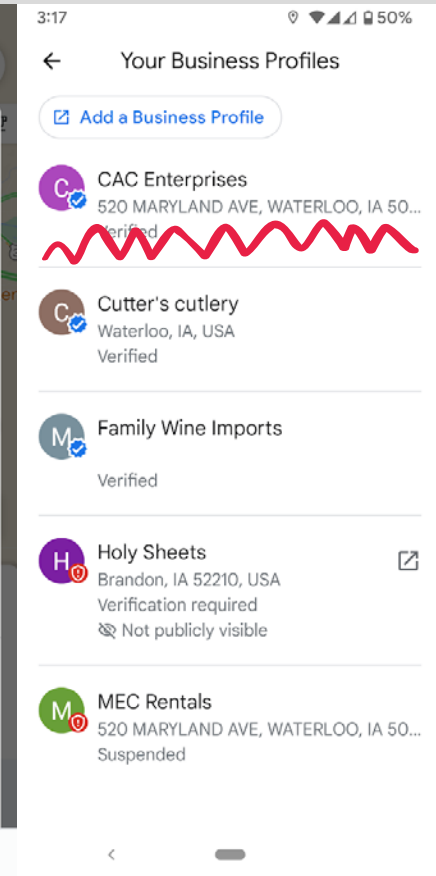 3:17
50%
Your Business Profiles
Add a Business Profile
C
CAC Enterprises
520 MARYLAND AVE, WATERLOO, IA 50...
Verified
C
Cutter's cutlery
Waterloo, IA, USA
Verified
M
Family Wine Imports
Verified
H
Holy Sheets
Brandon, IA 52210, USA
Verification required
Not publicly visible
M
MEC Rentals
520 MARYLAND AVE, WATERLOO, IA 50...
Suspended